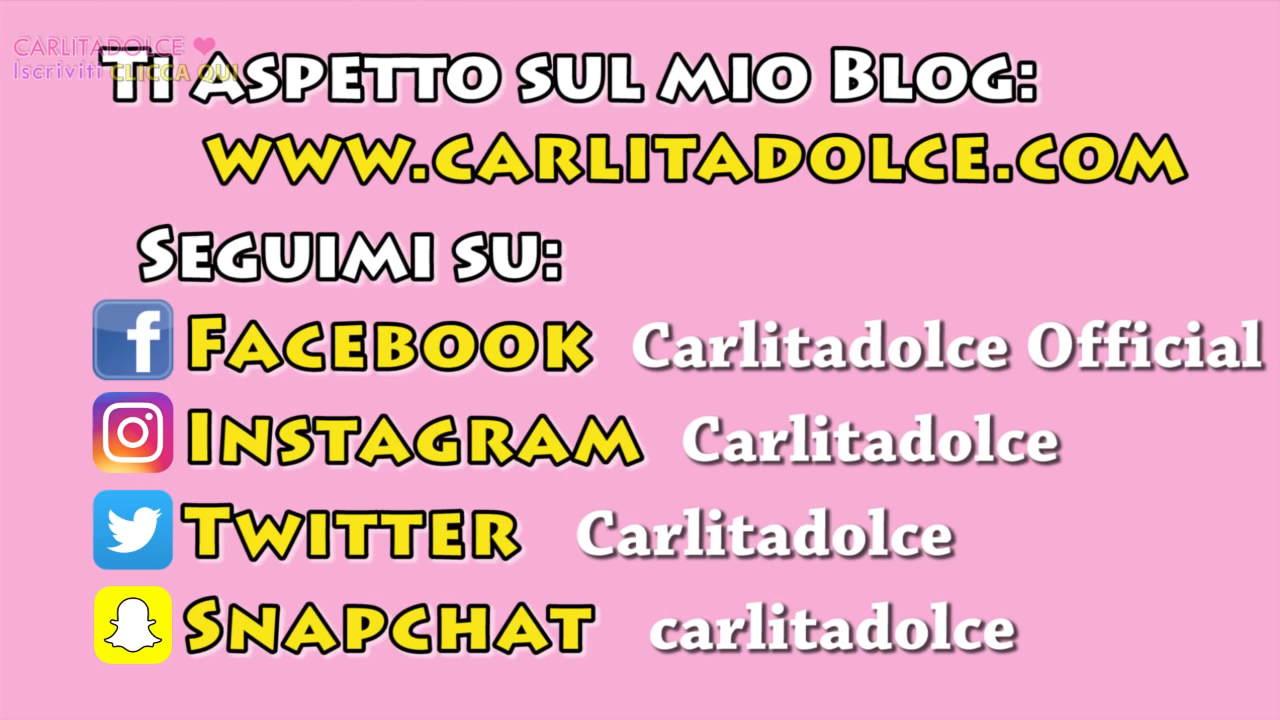 CARLITADOLCE ❤
Iscriviti CLICCA QUI
Ti aspetto sul mio Blog:
www.carlitadolce.com
Seguimi su:
Facebook Carlitadolce Official
Instagram Carlitadolce
Twitter Carlitadolce
Snapchat carlitadolce